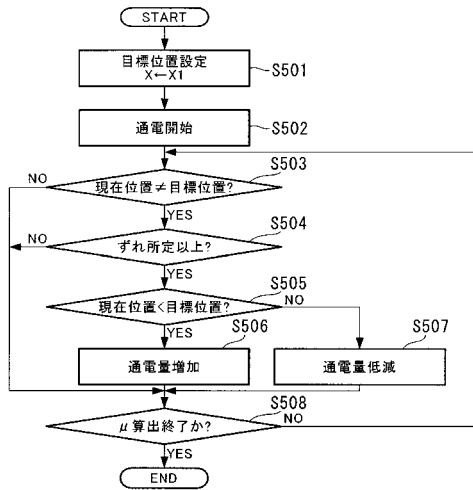 START
目標位置設定
X←X1
S501
通電開始
S502
S503
NO
現在位置≠目標位置?
YES
S504
NO
ずれ所定以上?
YES
S505
現在位置<目標位置?
NO
YES
S506
通電量増加
S507
通電量低減
S508
μ算出終了か?
NO
YES
END